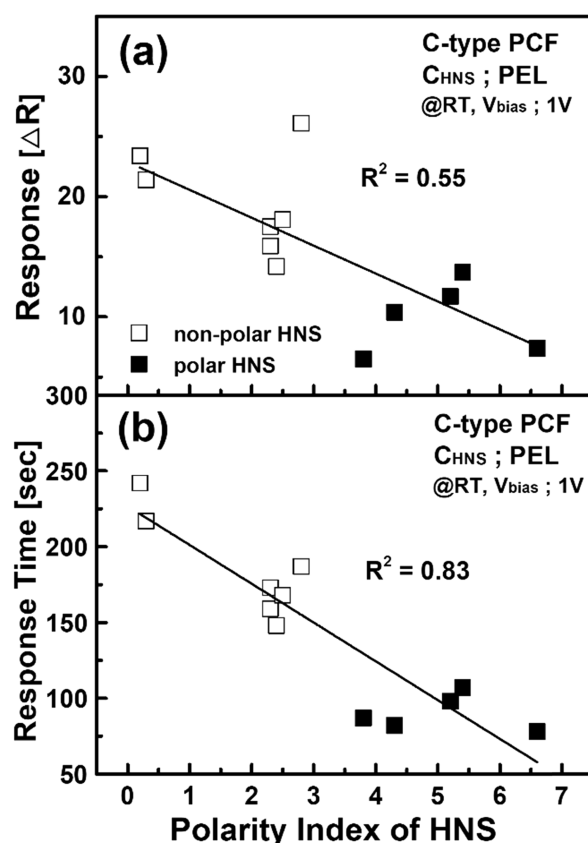 (a)
C-type PCF
CHNS ; PEL
@RT, Vbias ; 1V
R² = 0.55
non-polar HNS
polar HNS
Response [△R]
30
20
10
300
(b)
C-type PCF
CHNS ; PEL
@RT, Vbias ; 1V
R² = 0.83
Response Time [sec]
250
200
150
100
50
0 1 2 3 4 5 6 7
Polarity Index of HNS